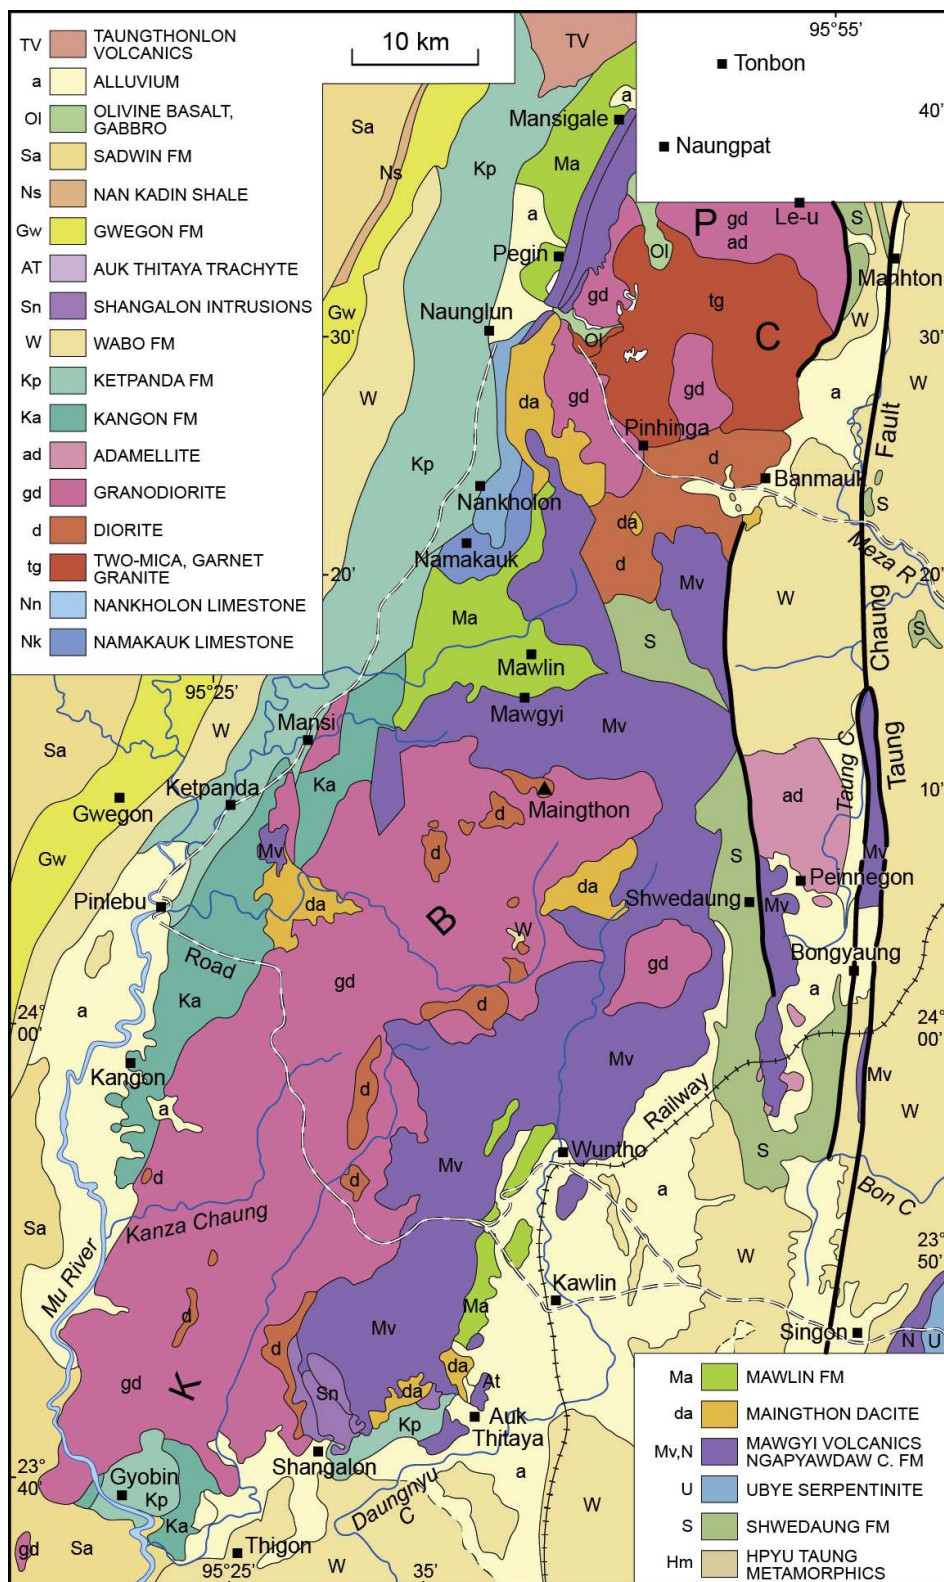 TV TAUNGTHONLON
VOLCANICS
a ALLUVIUM
Ol OLIVINE BASALT,
GABBRO
Sa SADWIN FM
Ns NAN KADIN SHALE
Gw GWEGON FM
AT AUK THITAYA TRACHYTE
Sn SHANGALON INTRUSIONS
W WABO FM
Kp KETPANDA FM
Ka KANGON FM
ad ADAMELLITE
gd GRANODIORITE
d DIORITE
tg TWO-MICA, GARNET
GRANITE
Nn NANKHOLON LIMESTONE
Nk NAMAKAUK LIMESTONE
10 km
TV
95°55'
Tonbon
40'
Naungpat
Mansigale
a
Sa
Ns
Kp
Ma
a
P
gd
ad
Le-u
S
Ol
Pegin
Manhton
Gw
gd
tg
W
Naunglun
30'
Ol
C
30'
W
W
da
gd
gd
a
Fault
Pinhinga
Kp
d
Banmauk
Nankholon
S
da
Meza R
Namakauk
d
20'
Mv
20'
Ma
W
Chaung
S
S
Mawlin
95°25'
Mawgyi
W
Mv
Sa
Mansi
Taung C
Taung
Ka
ad
Ketpanda
Maingthon
10'
Gwegon
d
d
Gw
Mv
S
Mv
Peinnegon
da
da
Shwedaung
Pinlebu
B
Mv
W
Road
Bongyaung
gd
gd
a
Ka
d
a
24°
00'
24°
00'
Mv
Kangon
Railway
Mv
d
W
a
Wuntho
S
Mv
d
d
a
Bon C
Kanza Chaung
Sa
23°
50'
W
Mu River
Kawlin
Ma
d
Mv
Singon
d
N
U
da
At
gd
K
Sn
da
Kp
Auk
Thitaya
Shangalon
a
23°
40'
Gyobin
Kp
Daungnyu
C
W
Ka
gd
Sa
Thigon
W
95°25'
35'
Ma MAWLIN FM
da MAINGTHON DACITE
Mv,N MAWGYI VOLCANICS
NGAPYAWDAW C. FM
U UBYE SERPENTINITE
S SHWEDAUNG FM
Hm HPYU TAUNG
METAMORPHICS